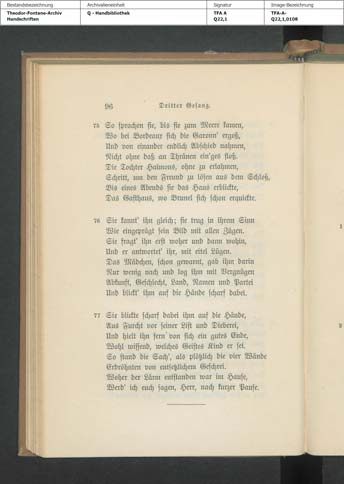 Bestandsbezeichnung Archivalieneinheit Signatur Image-Bezeichnung
Theodor-Fontane-Archiv Q - Handbibliothek TFA A TFA-A-
Handschriften Q22,1 Q22,1,0108
96 Dritter Gesang.
75 So sprachen sie, bis sie zum Meere kamen,
Wo bei Bordeaux sich die Garonn' ergoß,
Und von einander endlich Abschied nahmen,
Nicht ohne daß an Thränen ein'ges floß.
Die Tochter Haimons, ohne zu erlahmen,
Schritt, um den Freund zu lösen aus dem Schloß,
Bis eines Abends sie das Haus erblickte,
Das Gasthaus, wo Brunel sich schon erquickte.
76 Sie kannt' ihn gleich; sie trug in ihrem Sinn
Wie eingeprägt sein Bild mit allen Zügen.
Sie fragt' ihn erst woher und dann wohin,
Und er antwortet' ihr, mit eitel Lügen.
Das Mädchen, schon gewarnt, gab ihm darin
Nur wenig nach und log ihm mit Vergnügen
Abkunft, Geschlecht, Land, Namen und Partei
Und blickt' ihm auf die Hände scharf dabei.
77 Sie blickte scharf dabei ihm auf die Hände,
Aus Furcht vor seiner List und Dieberei,
Und hielt ihn fern von sich ein gutes Ende,
Wohl wissend, welches Geistes Kind er sei.
So stand die Sach', als plötzlich die vier Wände
Erdröhnten von entsetzlichem Geschrei.
Woher der Lärm entstanden war im Hause,
Werd' ich euch sagen, Herr, nach kurzer Pause.